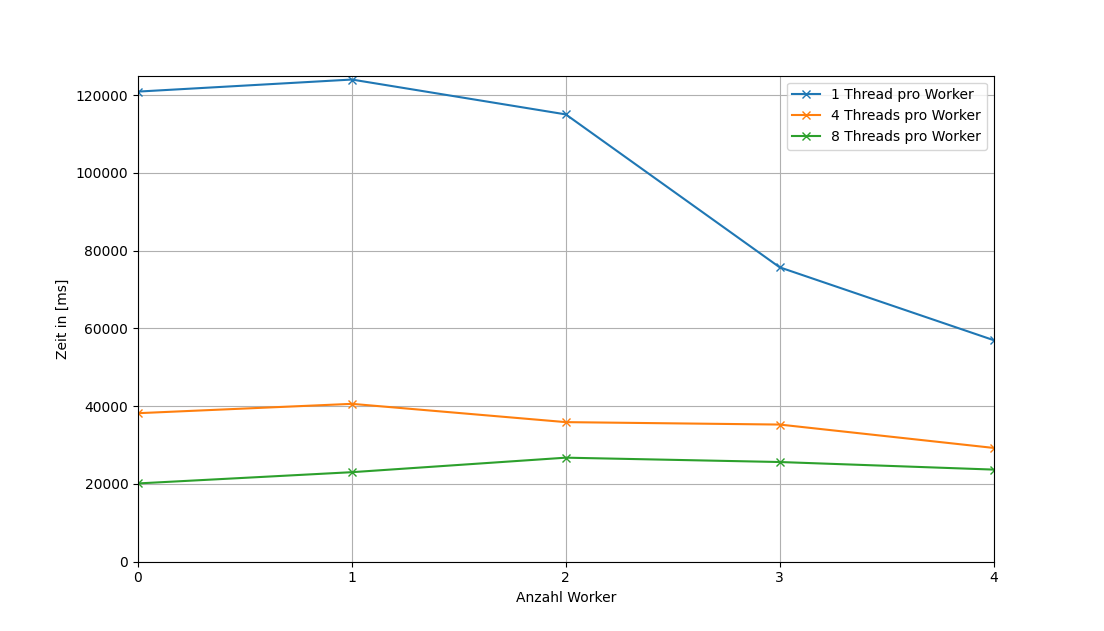 1 Thread pro Worker
4 Threads pro Worker
8 Threads pro Worker
120000
100000
80000
60000
40000
20000
0
Zeit in [ms]
0 1 2 3 4
Anzahl Worker